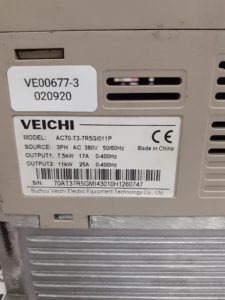 VE00677-3
020920
VEICHI
MODEL: AC70-T3-7R5G/011P
SOURCE: 3PH AC 380V 50/60Hz
OUTPUT1: 7.5kW 17A 0-400Hz
OUTPUT2: 11kW 25A 0-400Hz
CE
Made in China
S/N: 70AT37R5GMI43010H1260747
Suzhou Veichi Electric Equipment Technology Co., Ltd